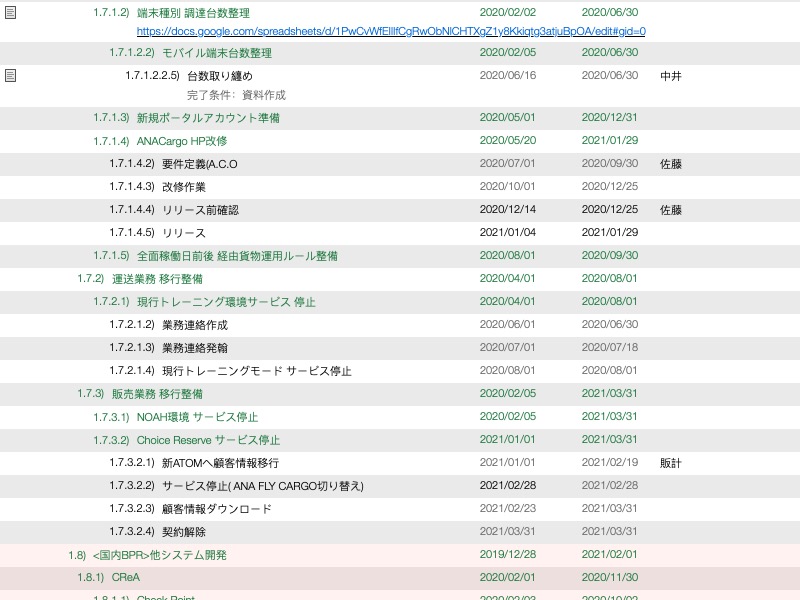 1.7.1.2) 端末種別 調達台数整理 2020/02/02 2020/06/30
https://docs.google.com/spreadsheets/d/1PwCvWfEIlIfCgRwObNlCHTXgZ1y8Kkiqtg3atjuBpOA/edit#gid=0
1.7.1.2.2) モバイル端末台数整理 2020/02/05 2020/06/30
1.7.1.2.2.5) 台数取り纏め 2020/06/16 2020/06/30 中井
完了条件：資料作成
1.7.1.3) 新規ポータルアカウント準備 2020/05/01 2020/12/31
1.7.1.4) ANACargo HP改修 2020/05/20 2021/01/29
1.7.1.4.2) 要件定義(A.C.O 2020/07/01 2020/09/30 佐藤
1.7.1.4.3) 改修作業 2020/10/01 2020/12/25
1.7.1.4.4) リリース前確認 2020/12/14 2020/12/25 佐藤
1.7.1.4.5) リリース 2021/01/04 2021/01/29
1.7.1.5) 全面稼働日前後 経由貨物運用ルール整備 2020/08/01 2020/09/30
1.7.2) 運送業務 移行整備 2020/04/01 2020/08/01
1.7.2.1) 現行トレーニング環境サービス 停止 2020/04/01 2020/08/01
1.7.2.1.2) 業務連絡作成 2020/06/01 2020/06/30
1.7.2.1.3) 業務連絡発翰 2020/07/01 2020/07/18
1.7.2.1.4) 現行トレーニングモード サービス停止 2020/08/01 2020/08/01
1.7.3) 販売業務 移行整備 2020/02/05 2021/03/31
1.7.3.1) NOAH環境 サービス停止 2020/02/05 2021/03/31
1.7.3.2) Choice Reserve サービス停止 2021/01/01 2021/03/31
1.7.3.2.1) 新ATOMへ顧客情報移行 2021/01/01 2021/02/19 販計
1.7.3.2.2) サービス停止( ANA FLY CARGO切り替え) 2021/02/28 2021/02/28
1.7.3.2.3) 顧客情報ダウンロード 2021/02/23 2021/03/31
1.7.3.2.4) 契約解除 2021/03/31 2021/03/31
1.8) <国内BPR>他システム開発 2019/12/28 2021/02/01
1.8.1) CReA 2020/02/01 2020/11/30
1.8.1.1) Check Point 2020/02/03 2020/10/02